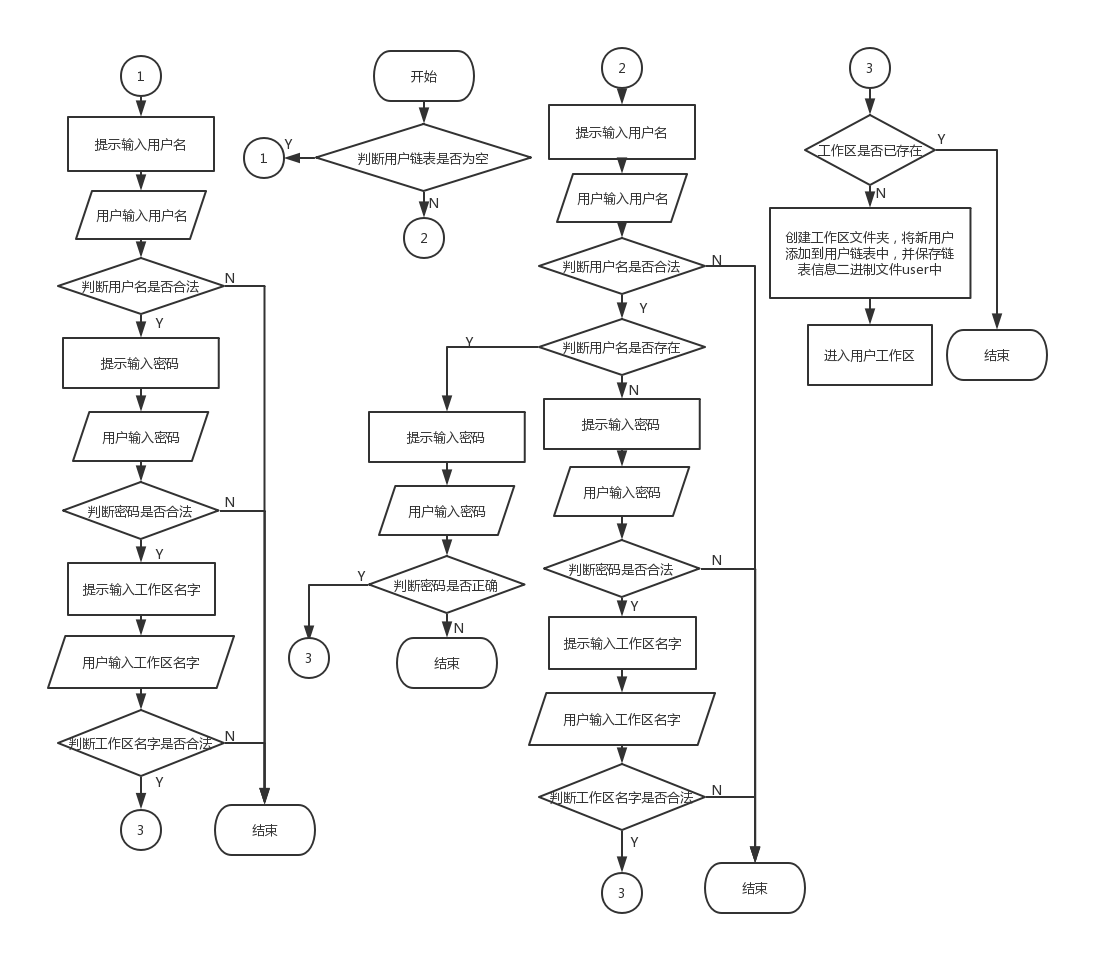 1
提示输入用户名
用户输入用户名
判断用户名是否合法
N
Y
提示输入密码
用户输入密码
判断密码是否合法
N
Y
提示输入工作区名字
用户输入工作区名字
判断工作区名字是否合法
N
Y
3
结束
开始
判断用户链表是否为空
Y
1
N
2
2
提示输入用户名
用户输入用户名
判断用户名是否合法
N
Y
判断用户名是否存在
Y
提示输入密码
用户输入密码
判断密码是否正确
Y
3
N
结束
N
提示输入密码
用户输入密码
判断密码是否合法
N
Y
提示输入工作区名字
用户输入工作区名字
判断工作区名字是否合法
N
Y
3
结束
3
工作区是否已存在
Y
N
创建工作区文件夹，将新用户
添加到用户链表中，并保存链
表信息二进制文件user中
进入用户工作区
结束